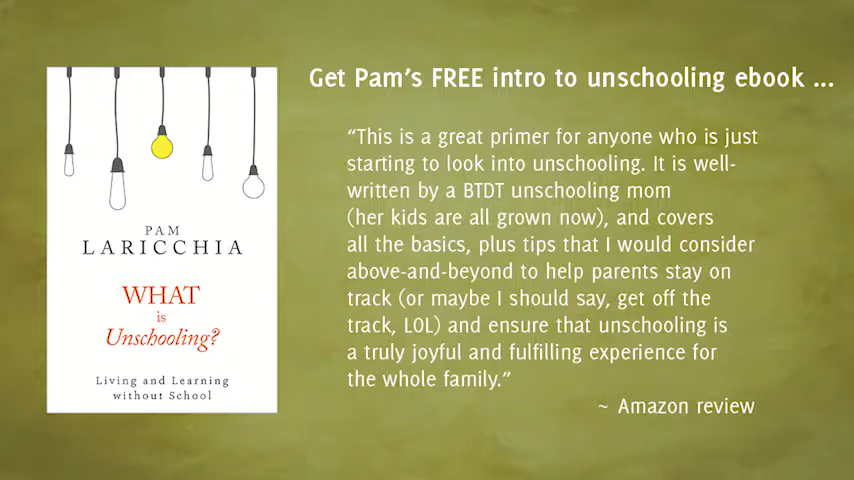 Get Pam's FREE intro to unschooling ebook ...
PAM
LARICCHIA
WHAT
is
Unschooling?
Living and Learning
without School
“This is a great primer for anyone who is just
starting to look into unschooling. It is well-
written by a BTDT unschooling mom
(her kids are all grown now), and covers
all the basics, plus tips that I would consider
above-and-beyond to help parents stay on
track (or maybe I should say, get off the
track, LOL) and ensure that unschooling is
a truly joyful and fulfilling experience for
the whole family.”
~ Amazon review